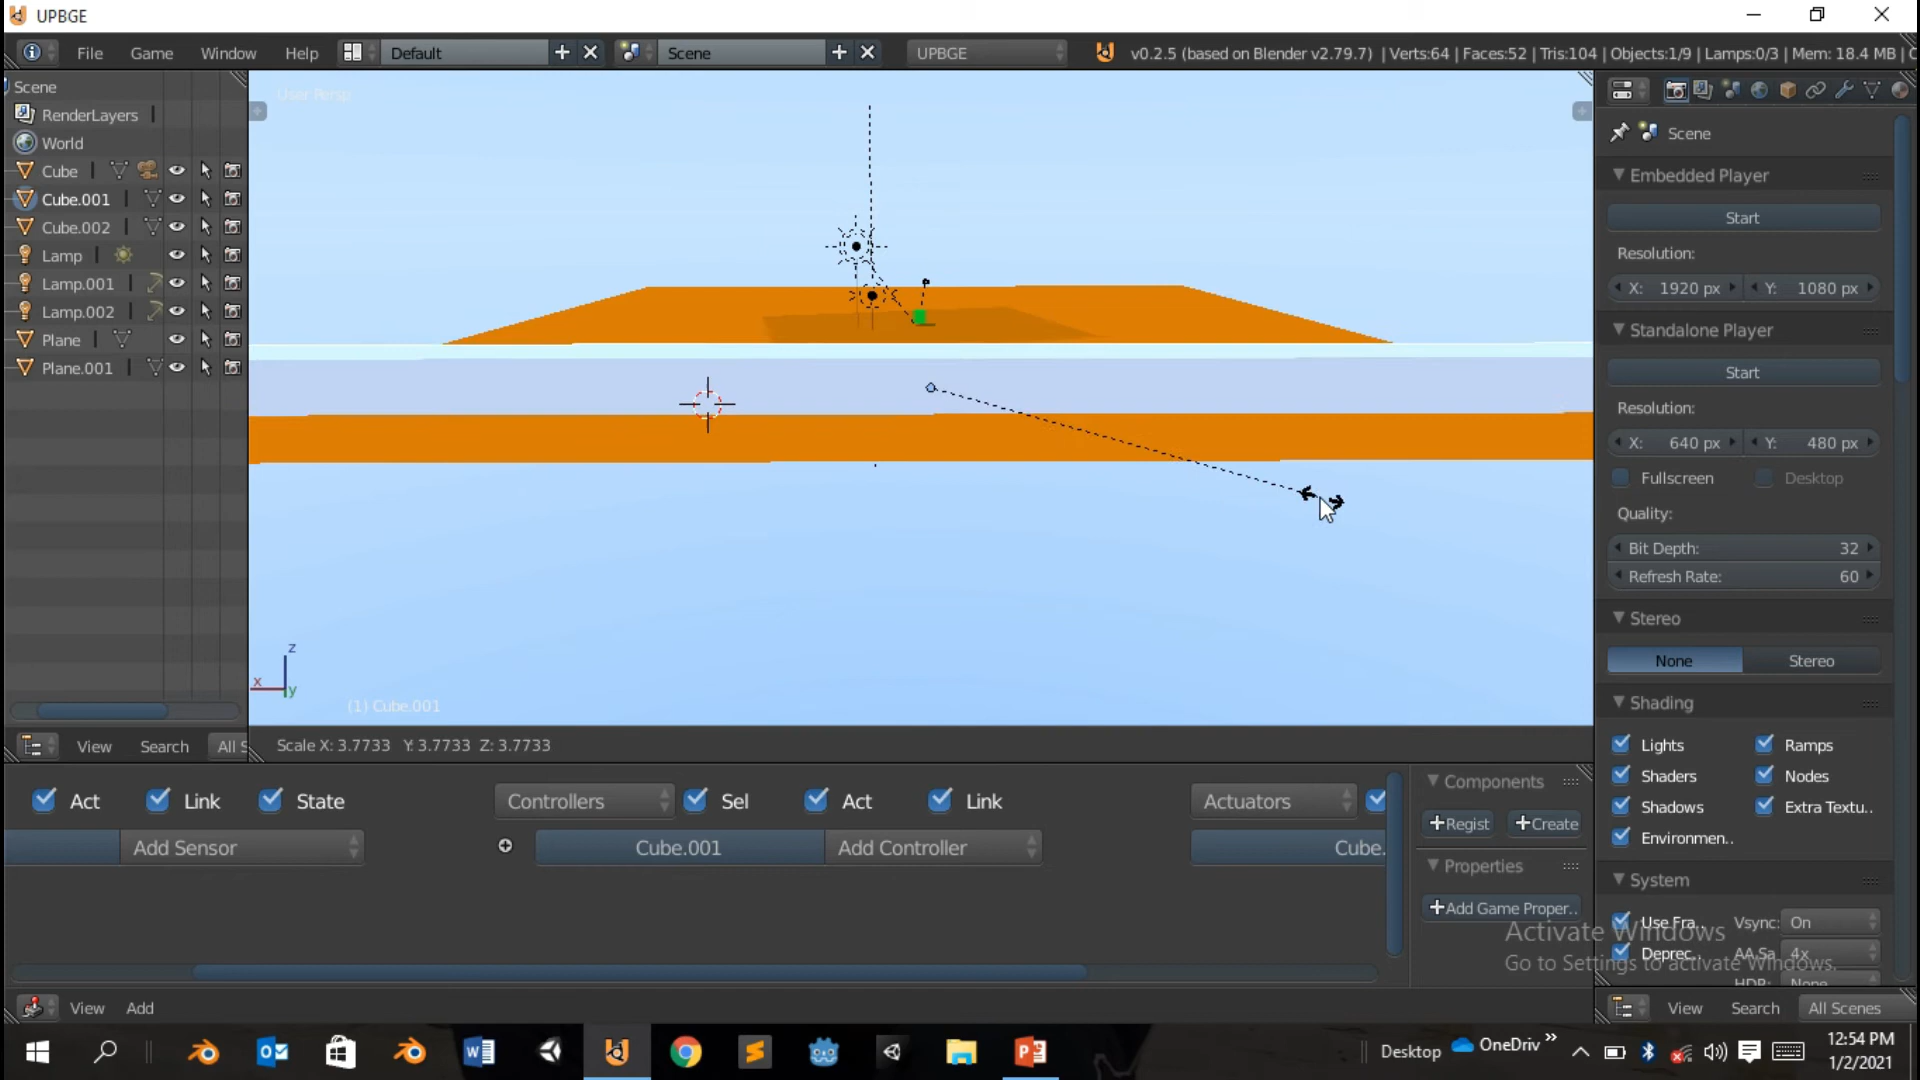 UPBGE
File Game Window Help Default Scene UPBGE v0.2.5 (based on Blender v2.79.7) | Verts:64 | Faces:52 | Tris:104 | Objects:1/9 | Lamps:0/3 | Mem: 18.4 MB |
Scene
RenderLayers
World
Cube
Cube.001
Cube.002
Lamp
Lamp.001
Lamp.002
Plane
Plane.001
View Search All S
User Persp
z
x
y
(1) Cube.001
Scale X: 3.7733 Y: 3.7733 Z: 3.7733
Scene
Embedded Player
Start
Resolution:
X: 1920 px Y: 1080 px
Standalone Player
Start
Resolution:
X: 640 px Y: 480 px
Fullscreen Desktop
Quality:
Bit Depth: 32
Refresh Rate: 60
Stereo
None Stereo
Shading
Lights Ramps
Shaders Nodes
Shadows Extra Textu..
Environmen..
System
Use Fra.. Vsync: On
Deprec.. AA Sa 4x
HDR: None
View Search All Scenes
Act Link State Controllers Sel Act Link Actuators
Add Sensor Cube.001 Add Controller Cube.
Components
Regist Create
Properties
Add Game Proper..
Activate Windows
Go to Settings to activate Windows.
View Add
Desktop OneDriv
12:54 PM
1/2/2021